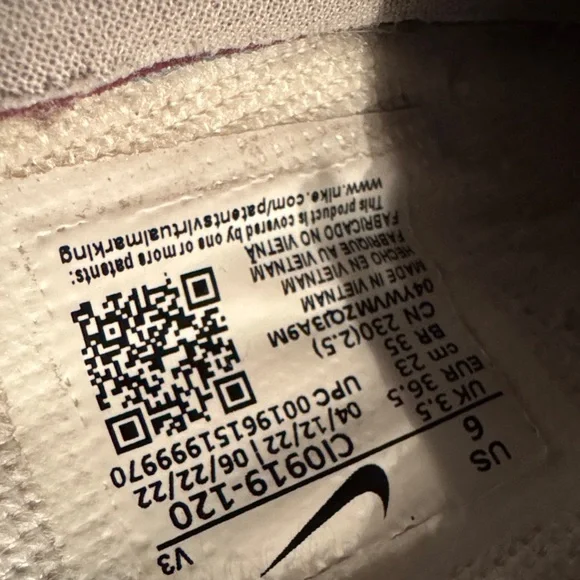 US 6
UK 3.5
EUR 36.5
cm 23
BR 35
CN 230(2.5)
V3
CI0919-120
04/12/22 | 06/22/22
UPC 00196151999970
04YWVMZQI3A9M
MADE IN VIETNAM
HECHO EN VIETNAM
FABRIQUE AU VIETNAM
FABRICADO NO VIETNÃ
This product is covered by one or more patents:
www.nike.com/patentsvirtualmarking